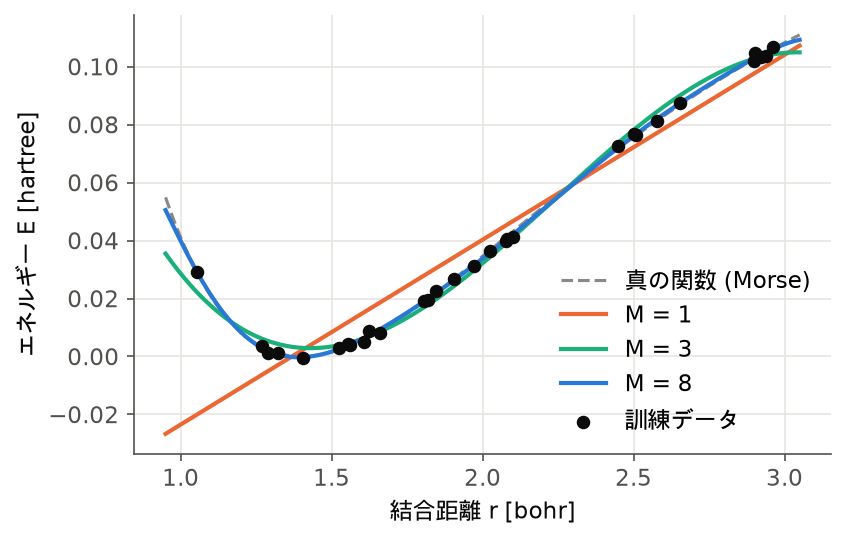 エネルギー E [hartree]
0.10
0.08
0.06
0.04
0.02
0.00
−0.02
1.0
1.5
2.0
2.5
3.0
結合距離 r [bohr]
真の関数 (Morse)
M = 1
M = 3
M = 8
訓練データ